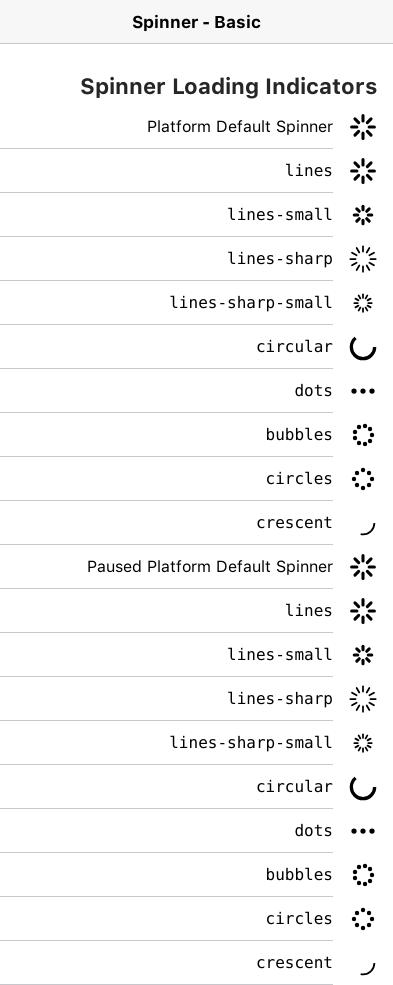 Spinner - Basic
Spinner Loading Indicators
Platform Default Spinner
lines
lines-small
lines-sharp
lines-sharp-small
circular
dots
bubbles
circles
crescent
Paused Platform Default Spinner
lines
lines-small
lines-sharp
lines-sharp-small
circular
dots
bubbles
circles
crescent